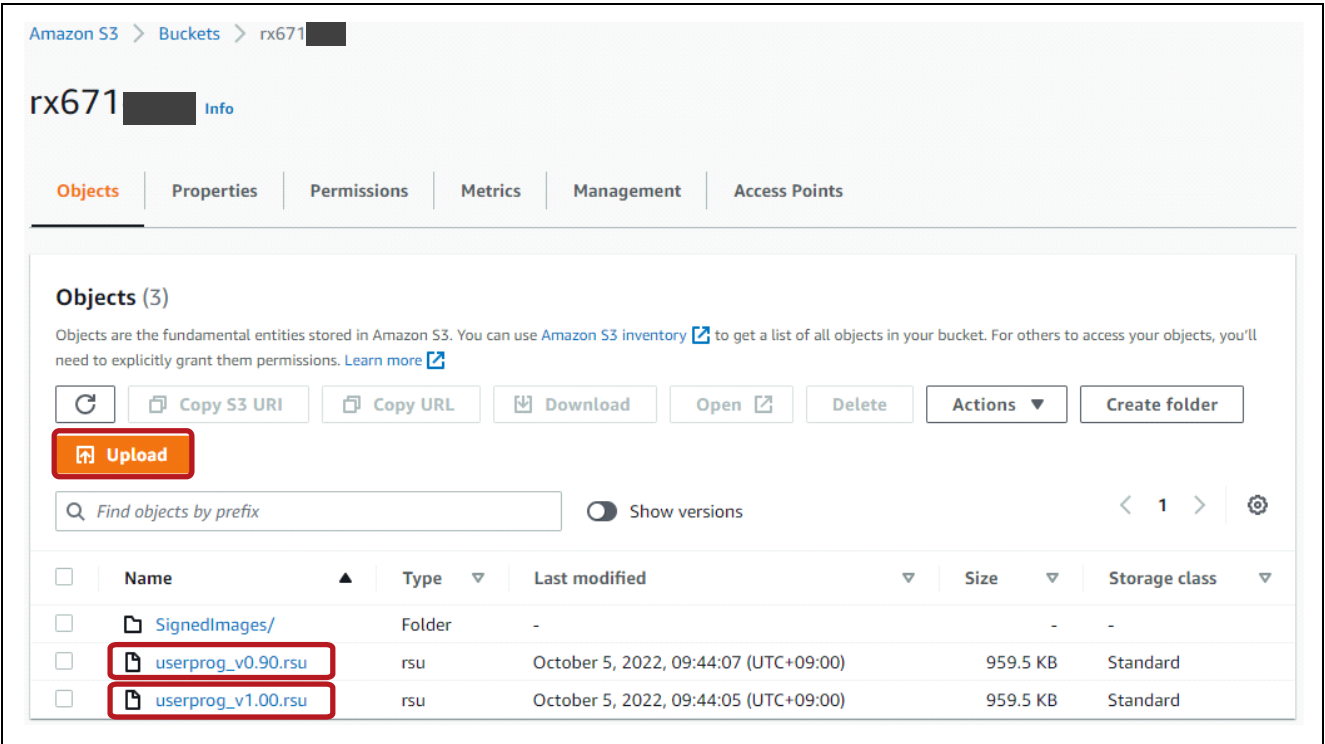 Amazon S3 > Buckets > rx671
rx671 Info
Objects Properties Permissions Metrics Management Access Points
Objects (3)
Objects are the fundamental entities stored in Amazon S3. You can use Amazon S3 inventory to get a list of all objects in your bucket. For others to access your objects, you'll
need to explicitly grant them permissions. Learn more
Copy S3 URI Copy URL Download Open Delete Actions Create folder
Upload
Find objects by prefix Show versions 1
Name Type Last modified Size Storage class
SignedImages/ Folder - - -
userprog_v0.90.rsu rsu October 5, 2022, 09:44:07 (UTC+09:00) 959.5 KB Standard
userprog_v1.00.rsu rsu October 5, 2022, 09:44:05 (UTC+09:00) 959.5 KB Standard